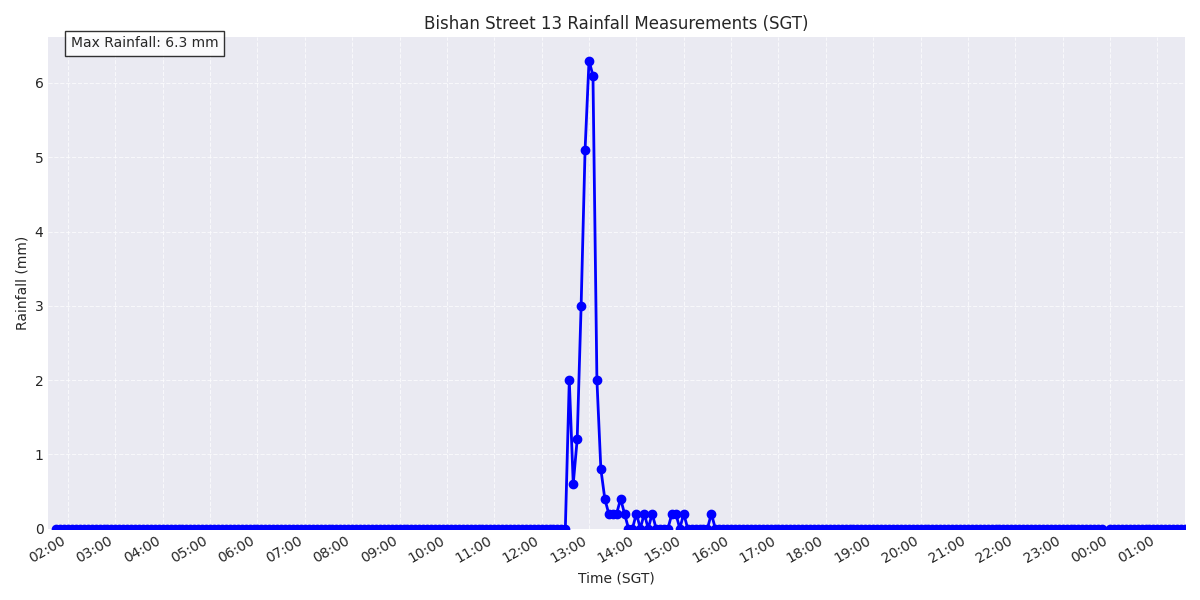 Bishan Street 13 Rainfall Measurements (SGT)
Max Rainfall: 6.3 mm
Rainfall (mm)
6
5
4
3
2
1
0
02:00 03:00 04:00 05:00 06:00 07:00 08:00 09:00 10:00 11:00 12:00 13:00 14:00 15:00 16:00 17:00 18:00 19:00 20:00 21:00 22:00 23:00 00:00 01:00
Time (SGT)